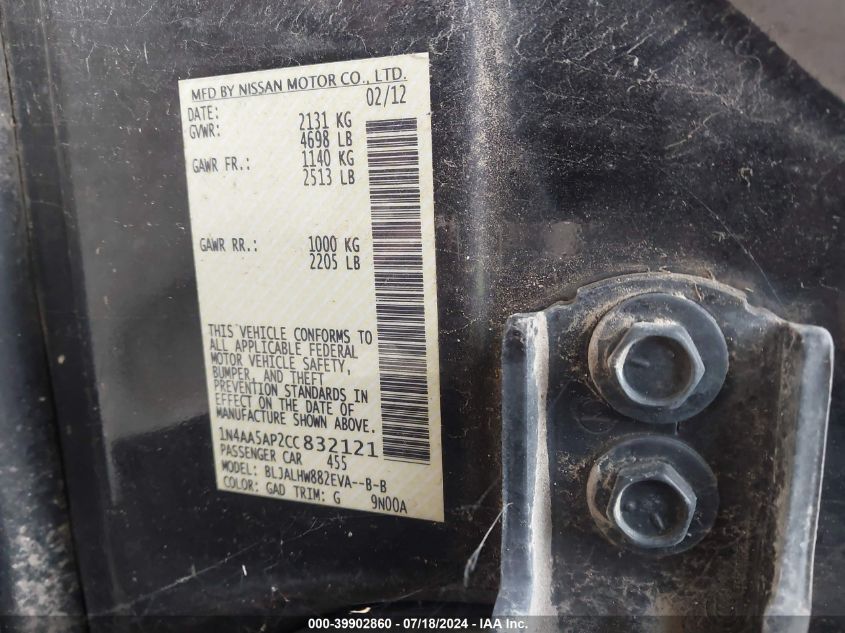 MFD BY NISSAN MOTOR CO., LTD.
DATE: 02/12
GVWR: 2131 KG
4698 LB
GAWR FR.: 1140 KG
2513 LB
GAWR RR.: 1000 KG
2205 LB
THIS VEHICLE CONFORMS TO
ALL APPLICABLE FEDERAL
MOTOR VEHICLE SAFETY,
BUMPER, AND THEFT
PREVENTION STANDARDS IN
EFFECT ON THE DATE OF
MANUFACTURE SHOWN ABOVE.
1N4AA5AP2CC 832121
PASSENGER CAR 455
MODEL: BLJALHW882EVA--B-B
COLOR: GAD TRIM: G 9N00A
000-39902860 - 07/18/2024 - IAA Inc.